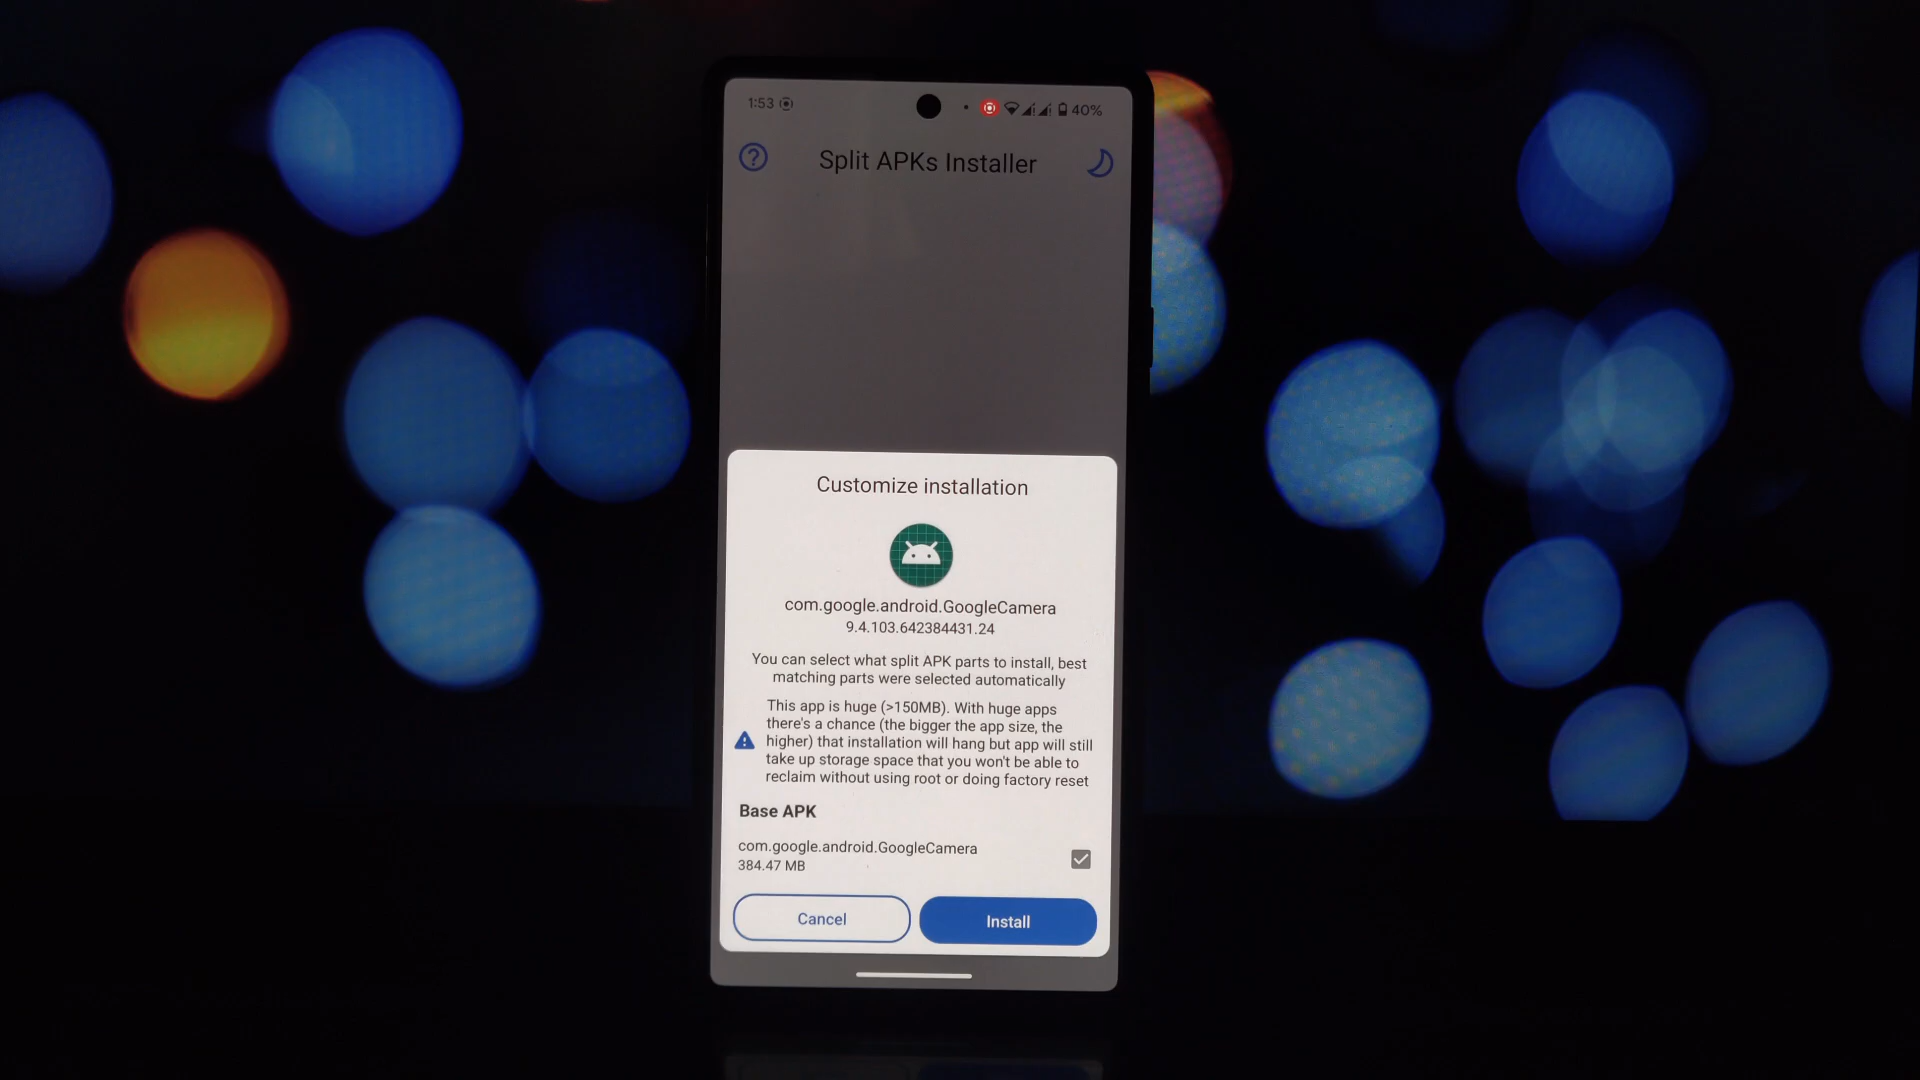 1:53 40%
Split APKs Installer
Customize installation
com.google.android.GoogleCamera
9.4.103.642384431.24
You can select what split APK parts to install, best
matching parts were selected automatically
This app is huge (>150MB). With huge apps
there's a chance (the bigger the app size, the
higher) that installation will hang but app will still
take up storage space that you won't be able to
reclaim without using root or doing factory reset
Base APK
com.google.android.GoogleCamera
384.47 MB
Cancel Install